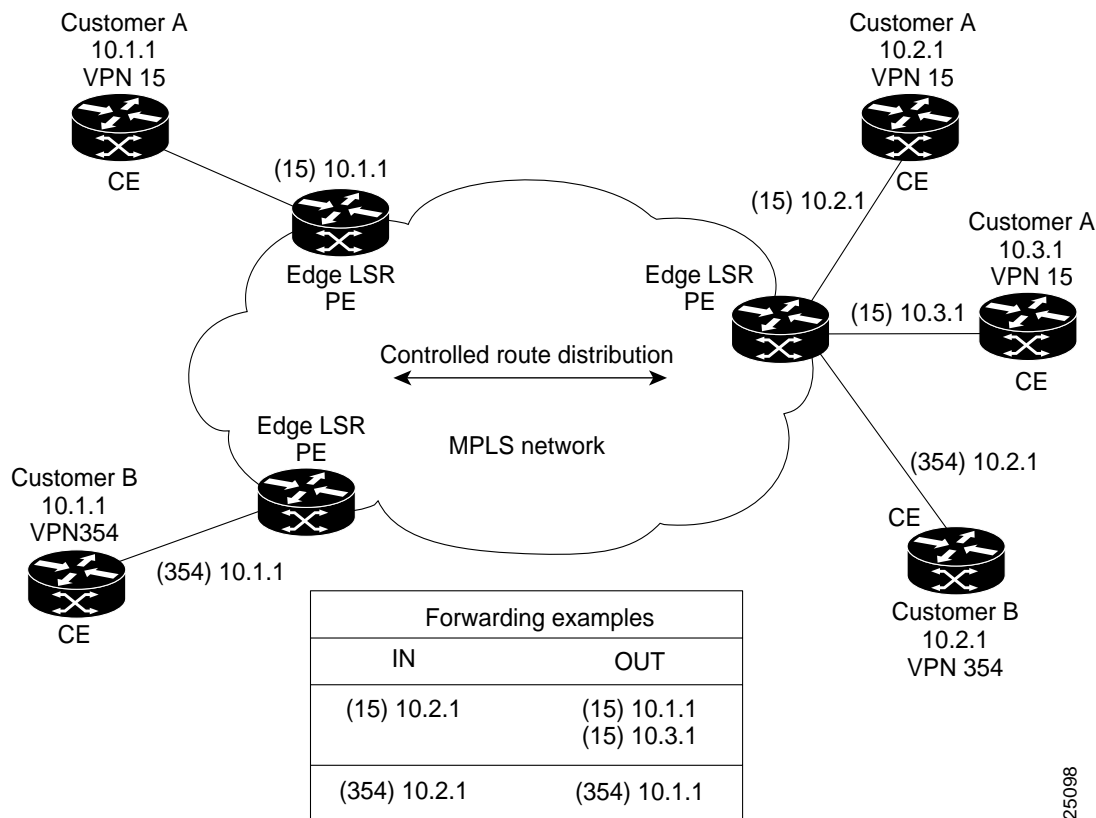 Customer A
10.1.1
VPN 15
CE
(15) 10.1.1
Edge LSR
PE
Customer A
10.2.1
VPN 15
CE
(15) 10.2.1
Customer A
10.3.1
VPN 15
Edge LSR
PE
(15) 10.3.1
CE
Controlled route distribution
Edge LSR
PE
MPLS network
Customer B
10.1.1
VPN354
(354) 10.1.1
CE
(354) 10.2.1
CE
Customer B
10.2.1
VPN 354
Forwarding examples
IN OUT
(15) 10.2.1 (15) 10.1.1
(15) 10.3.1
(354) 10.2.1 (354) 10.1.1
25098